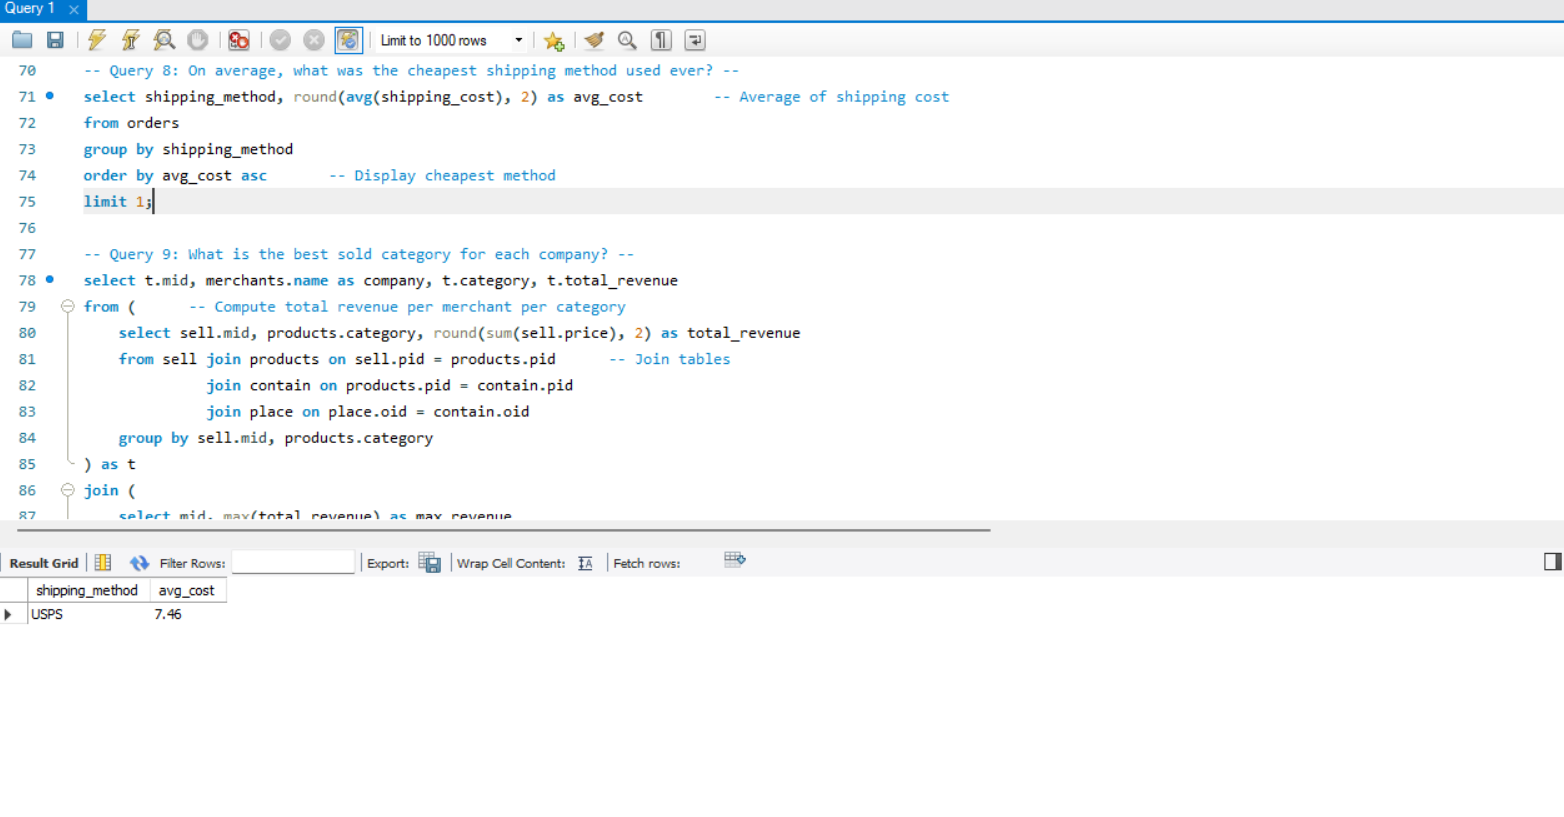 Query 1
Limit to 1000 rows
70 -- Query 8: On average, what was the cheapest shipping method used ever? --
71 select shipping_method, round(avg(shipping_cost), 2) as avg_cost -- Average of shipping cost
72 from orders
73 group by shipping_method
74 order by avg_cost asc -- Display cheapest method
75 limit 1;
76
77 -- Query 9: What is the best sold category for each company? --
78 select t.mid, merchants.name as company, t.category, t.total_revenue
79 from ( -- Compute total revenue per merchant per category
80 select sell.mid, products.category, round(sum(sell.price), 2) as total_revenue
81 from sell join products on sell.pid = products.pid -- Join tables
82 join contain on products.pid = contain.pid
83 join place on place.oid = contain.oid
84 group by sell.mid, products.category
85 ) as t
86 join (
87 select mid, max(total_revenue) as max_revenue
Result Grid Filter Rows: Export: Wrap Cell Content: Fetch rows:
shipping_method avg_cost
USPS 7.46